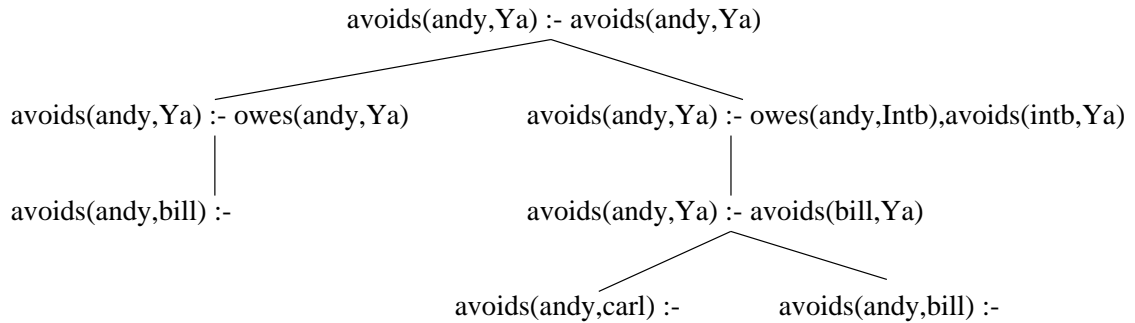 avoids(andy,Ya) :- avoids(andy,Ya)
avoids(andy,Ya) :- owes(andy,Ya)
avoids(andy,Ya) :- owes(andy,Intb),avoids(intb,Ya)
avoids(andy,bill) :-
avoids(andy,Ya) :- avoids(bill,Ya)
avoids(andy,carl) :-
avoids(andy,bill) :-